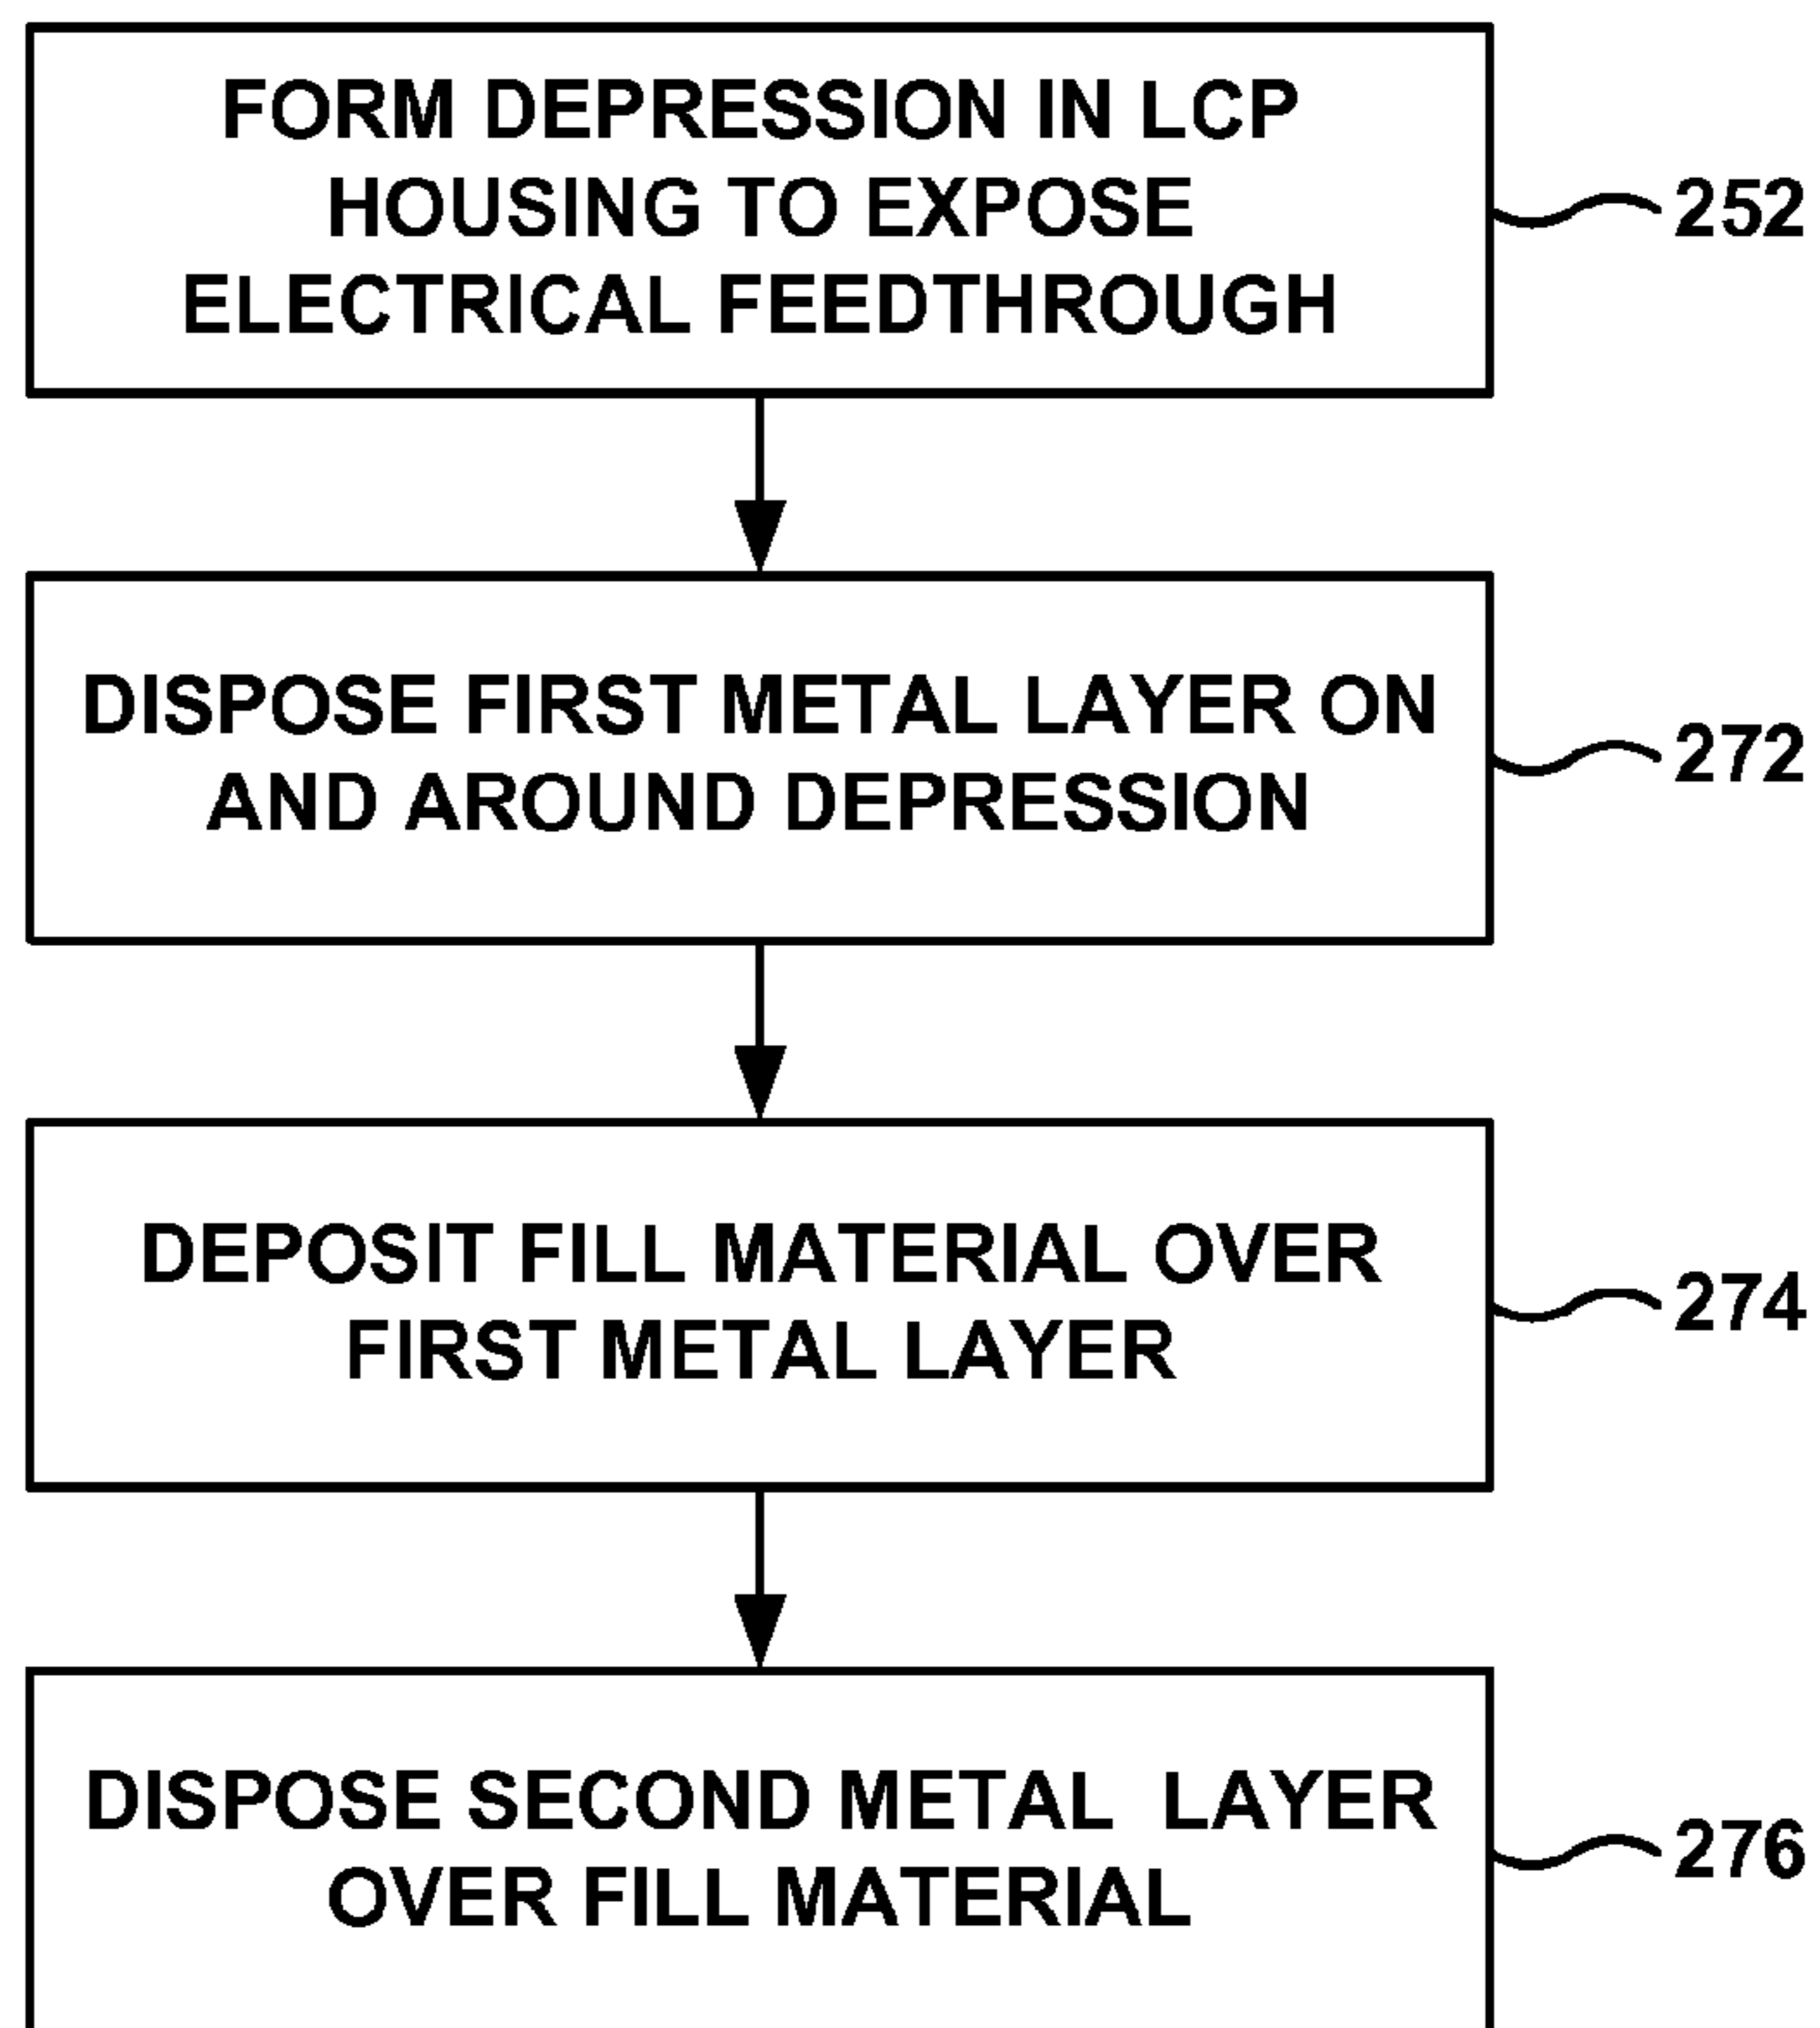 FORM DEPRESSION IN LCP
HOUSING TO EXPOSE
ELECTRICAL FEEDTHROUGH
252
DISPOSE FIRST METAL LAYER ON
AND AROUND DEPRESSION
272
DEPOSIT FILL MATERIAL OVER
FIRST METAL LAYER
274
DISPOSE SECOND METAL LAYER
OVER FILL MATERIAL
276